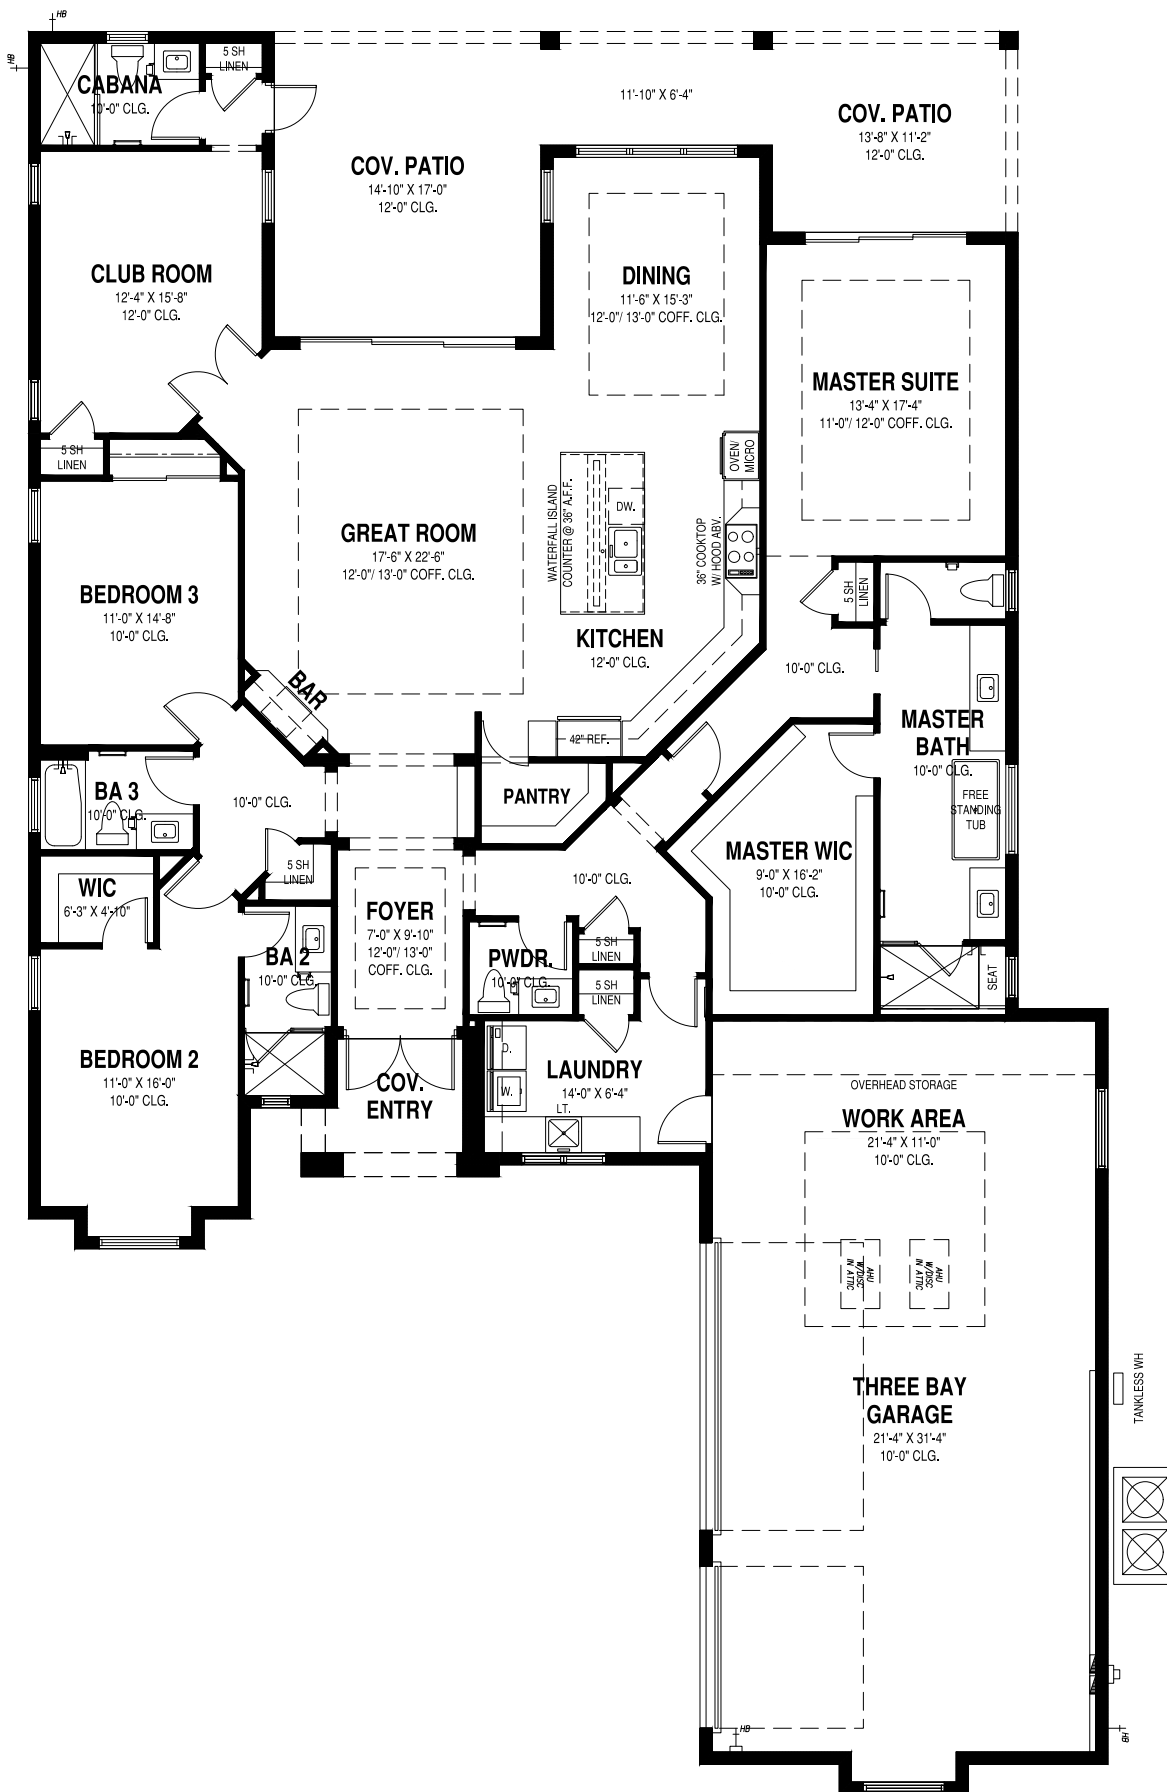 HB
HB
5 SH
LINEN
CABANA
10'-0" CLG.
11'-10" X 6'-4"
COV. PATIO
13'-8" X 11'-2"
12'-0" CLG.
COV. PATIO
14'-10" X 17'-0"
12'-0" CLG.
CLUB ROOM
12'-4" X 15'-8"
12'-0" CLG.
DINING
11'-6" X 15'-3"
12'-0"/ 13'-0" COFF. CLG.
MASTER SUITE
13'-4" X 17'-4"
11'-0"/ 12'-0" COFF. CLG.
5 SH
LINEN
OVEN/
MICRO
WATERFALL ISLAND
COUNTER @ 36" A.F.F.
DW.
36" COOKTOP
W/ HOOD ABV.
GREAT ROOM
17'-6" X 22'-6"
12'-0"/ 13'-0" COFF. CLG.
BEDROOM 3
11'-0" X 14'-8"
10'-0" CLG.
5 SH
LINEN
KITCHEN
12'-0" CLG.
10'-0" CLG.
BAR
42" REF.
MASTER
BATH
10'-0" CLG.
FREE
STANDING
TUB
BA 3
10'-0" CLG.
10'-0" CLG.
PANTRY
5 SH
LINEN
MASTER WIC
9'-0" X 16'-2"
10'-0" CLG.
WIC
6'-3" X 4'-10"
10'-0" CLG.
FOYER
7'-0" X 9'-10"
12'-0"/ 13'-0"
COFF. CLG.
5 SH
LINEN
BA 2
10'-0" CLG.
PWDR.
10'-0" CLG.
5 SH
LINEN
SEAT
BEDROOM 2
11'-0" X 16'-0"
10'-0" CLG.
COV.
ENTRY
D.
W.
LAUNDRY
14'-0" X 6'-4"
LT.
OVERHEAD STORAGE
WORK AREA
21'-4" X 11'-0"
10'-0" CLG.
AHU
W/DISC
IN ATTIC
AHU
W/DISC
IN ATTIC
TANKLESS WH
THREE BAY
GARAGE
21'-4" X 31'-4"
10'-0" CLG.
HB
HB